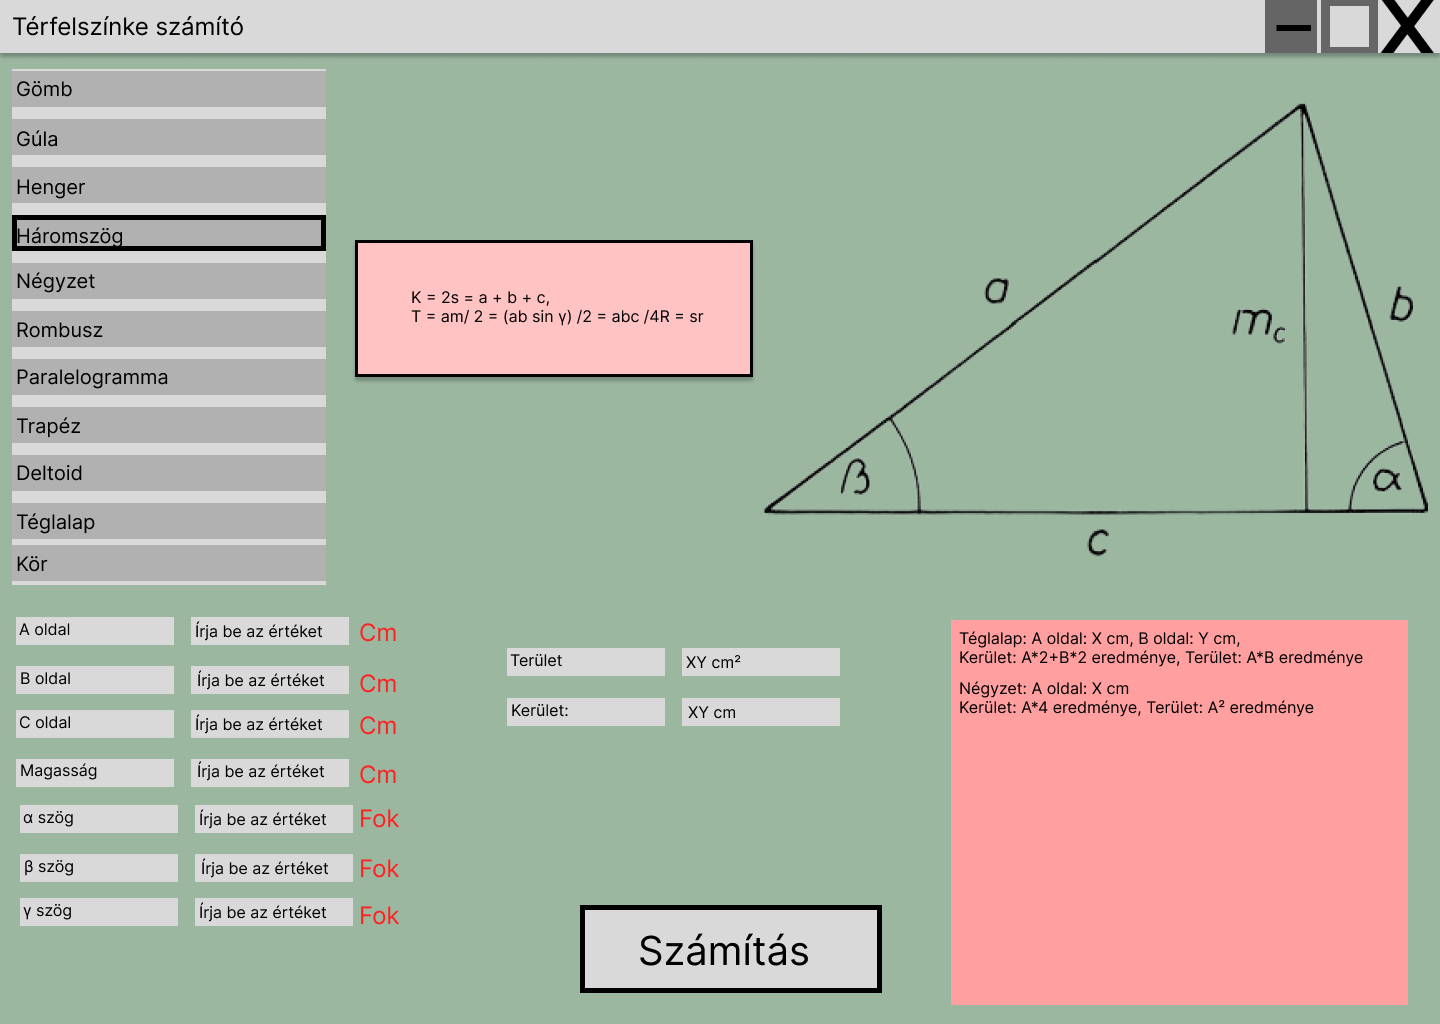 Térfelszínke számító
X
Gömb
Gúla
Henger
Háromszög
Négyzet
Rombusz
Paralelogramma
Trapéz
Deltoid
Téglalap
Kör
K = 2s = a + b + c,
T = am/ 2 = (ab sin γ) /2 = abc /4R = sr
a
b
mc
β
α
c
A oldal Írja be az értéket Cm
B oldal Írja be az értéket Cm
C oldal Írja be az értéket Cm
Magasság Írja be az értéket Cm
α szög Írja be az értéket Fok
β szög Írja be az értéket Fok
γ szög Írja be az értéket Fok
Terület XY cm²
Kerület: XY cm
Számítás
Téglalap: A oldal: X cm, B oldal: Y cm,
Kerület: A*2+B*2 eredménye, Terület: A*B eredménye
Négyzet: A oldal: X cm
Kerület: A*4 eredménye, Terület: A² eredménye